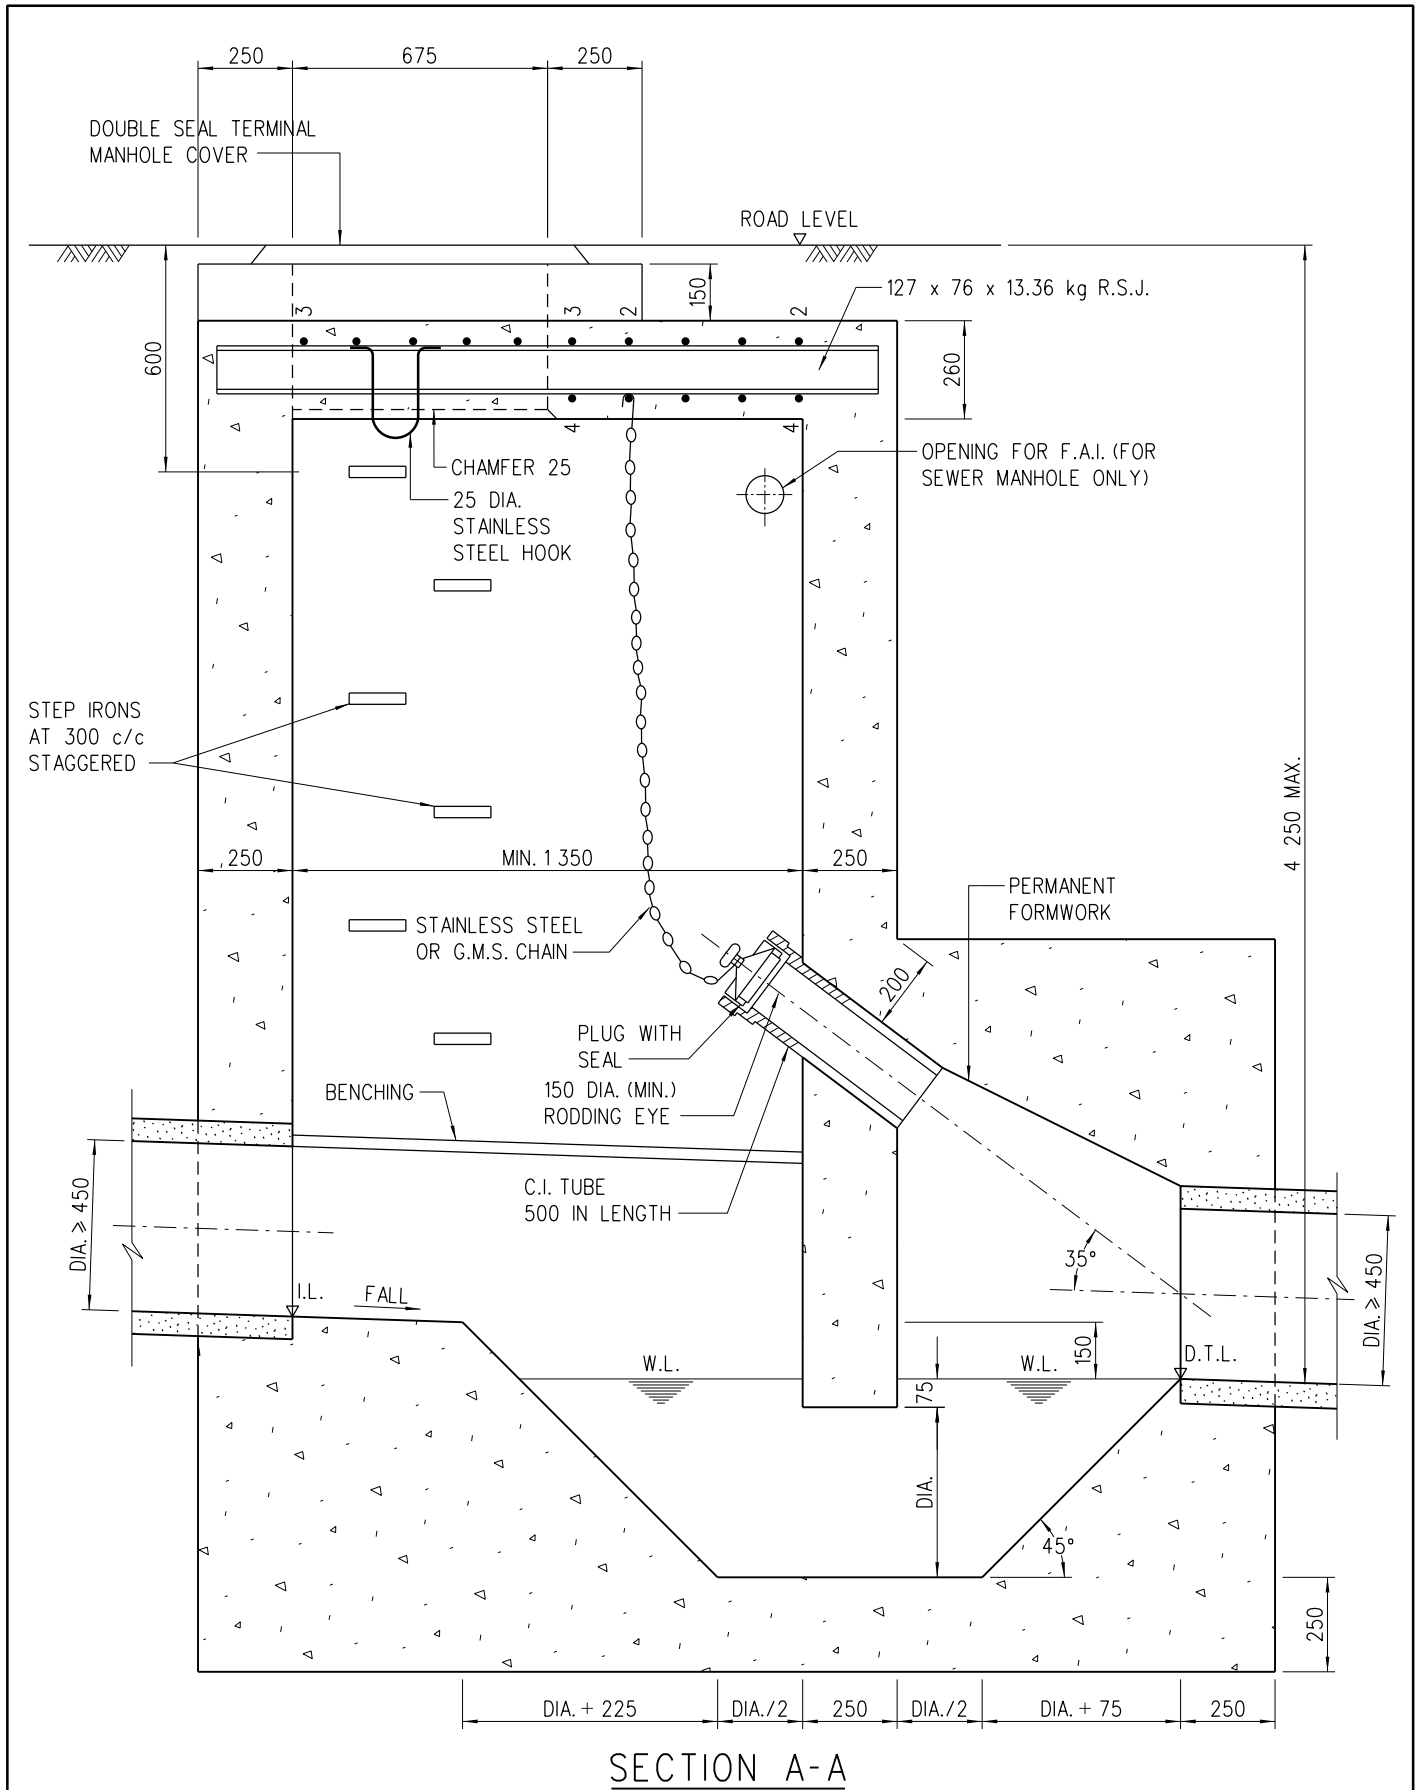 250
675
250
DOUBLE SEAL TERMINAL
MANHOLE COVER
ROAD LEVEL
150
127 x 76 x 13.36 kg R.S.J.
3
3
2
2
600
260
4
4
CHAMFER 25
25 DIA.
STAINLESS
STEEL HOOK
OPENING FOR F.A.I. (FOR
SEWER MANHOLE ONLY)
STEP IRONS
AT 300 c/c
STAGGERED
4 250 MAX.
250
MIN. 1 350
250
PERMANENT
FORMWORK
STAINLESS STEEL
OR G.M.S. CHAIN
200
PLUG WITH
SEAL
150 DIA. (MIN.)
RODDING EYE
BENCHING
C.I. TUBE
500 IN LENGTH
DIA. ⩾ 450
35°
DIA. ⩾ 450
I.L.
FALL
150
W.L.
W.L.
D.T.L.
75
DIA.
45°
250
DIA. + 225
DIA./2
250
DIA./2
DIA. + 75
250
SECTION A-A